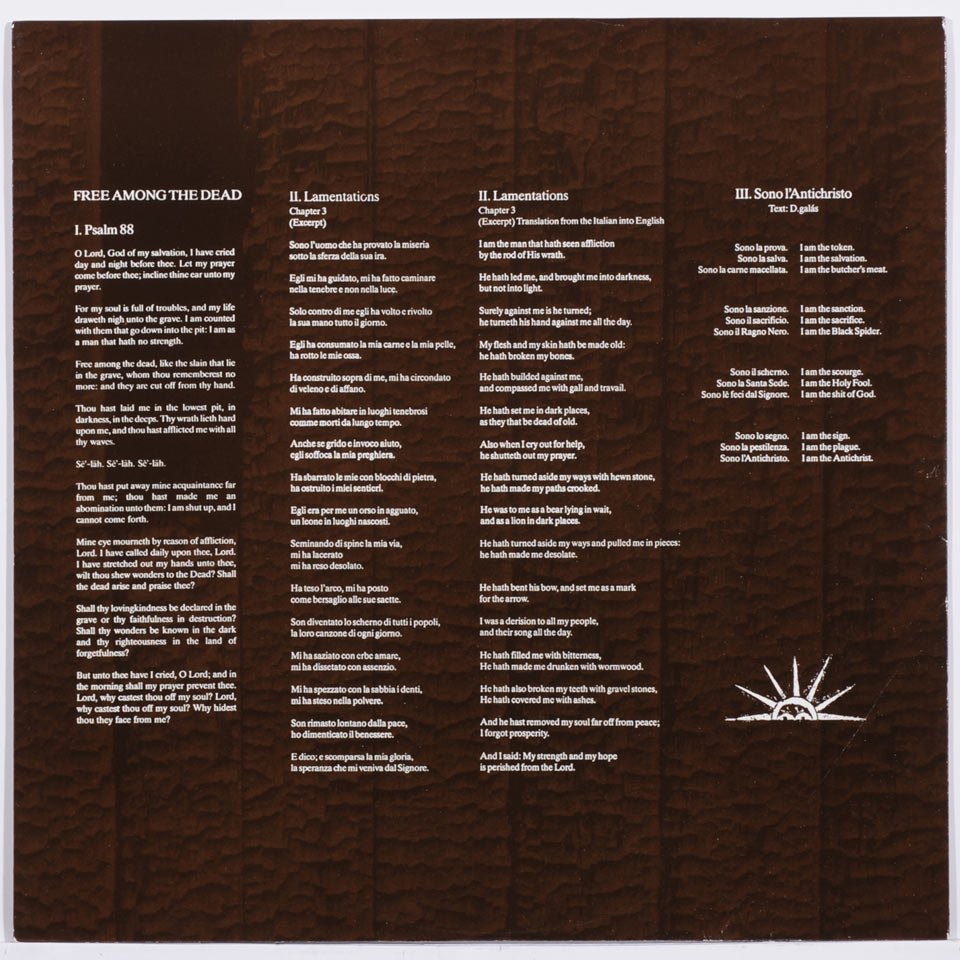 FREE AMONG THE DEAD
I. Psalm 88
O Lord, God of my salvation, I have cried
day and night before thee. Let my prayer
come before thee; incline thine ear unto my
prayer.
For my soul is full of troubles, and my life
draweth nigh unto the grave. I am counted
with them that go down into the pit: I am as
a man that hath no strength.
Free among the dead, like the slain that lie
in the grave, whom thou rememberest no
more: and they are cut off from thy hand.
Thou hast laid me in the lowest pit, in
darkness, in the deeps. Thy wrath lieth hard
upon me, and thou hast afflicted me with all
thy waves.
Sé'-läh. Sé'-läh. Sé'-läh.
Thou hast put away mine acquaintance far
from me; thou hast made me an
abomination unto them: I am shut up, and I
cannot come forth.
Mine eye mourneth by reason of affliction,
Lord. I have called daily upon thee, Lord.
I have stretched out my hands unto thee,
wilt thou shew wonders to the Dead? Shall
the dead arise and praise thee?
Shall thy lovingkindness be declared in the
grave or thy faithfulness in destruction?
Shall thy wonders be known in the dark
and thy righteousness in the land of
forgetfulness?
But unto thee have I cried, O Lord; and in
the morning shall my prayer prevent thee.
Lord, why castest thou off my soul? Lord,
why castest thou off my soul? Why hidest
thou they face from me?
II. Lamentations
Chapter 3
(Excerpt)
Sono l'uomo che ha provato la miseria
sotto la sferza della sua ira.
Egli mi ha guidato, mi ha fatto caminare
nella tenebre e non nella luce.
Solo contro di me egli ha volto e rivolto
la sua mano tutto il giorno.
Egli ha consumato la mia carne e la mia pelle,
ha rotto le mie ossa.
Ha construito sopra di me, mi ha circondato
di veleno e di affano.
Mi ha fatto abitare in luoghi tenebrosi
comme morti da lungo tempo.
Anche se grido e invoco aiuto,
egli soffoca la mia preghiera.
Ha sbarrato le mie con blocchi di pietra,
ha ostruito i miei sentieri.
Egli era per me un orso in agguato,
un leone in luoghi nascosti.
Seminando di spine la mia via,
mi ha lacerato
mi ha reso desolato.
Ha teso l'arco, mi ha posto
come bersaglio alle sue saette.
Son diventato lo scherno di tutti i popoli,
la loro canzone di ogni giorno.
Mi ha saziato con erbe amare,
mi ha dissetato con assenzio.
Mi ha spezzato con la sabbia i denti,
mi ha steso nella polvere.
Son rimasto lontano dalla pace,
ho dimenticato il benessere.
E dico; e scomparsa la mia gloria,
la speranza che mi veniva dal Signore.
II. Lamentations
Chapter 3
(Excerpt) Translation from the Italian into English
I am the man that hath seen affliction
by the rod of His wrath.
He hath led me, and brought me into darkness,
but not into light.
Surely against me is he turned;
he turneth his hand against me all the day.
My flesh and my skin hath be made old:
he hath broken my bones.
He hath builded against me,
and compassed me with gall and travail.
He hath set me in dark places,
as they that be dead of old.
Also when I cry out for help,
he shutteth out my prayer.
He hath turned aside my ways with hewn stone,
he hath made my paths crooked.
He was to me as a bear lying in wait,
and as a lion in dark places.
He hath turned aside my ways and pulled me in pieces:
he hath made me desolate.
He hath bent his bow, and set me as a mark
for the arrow.
I was a derision to all my people,
and their song all the day.
He hath filled me with bitterness,
He hath made me drunken with wormwood.
He hath also broken my teeth with gravel stones,
He hath covered me with ashes.
And he hast removed my soul far off from peace;
I forgot prosperity.
And I said: My strength and my hope
is perished from the Lord.
III. Sono l'Antichristo
Text: D.galás
Sono la prova. I am the token.
Sono la salva. I am the salvation.
Sono la carne macellata. I am the butcher's meat.
Sono la sanzione. I am the sanction.
Sono il sacrificio. I am the sacrifice.
Sono il Ragno Nero. I am the Black Spider.
Sono il scherno. I am the scourge.
Sono la Santa Sede. I am the Holy Fool.
Sono lé feci dal Signore. I am the shit of God.
Sono lo segno. I am the sign.
Sono la pestilenza. I am the plague.
Sono l'Antichristo. I am the Antichrist.